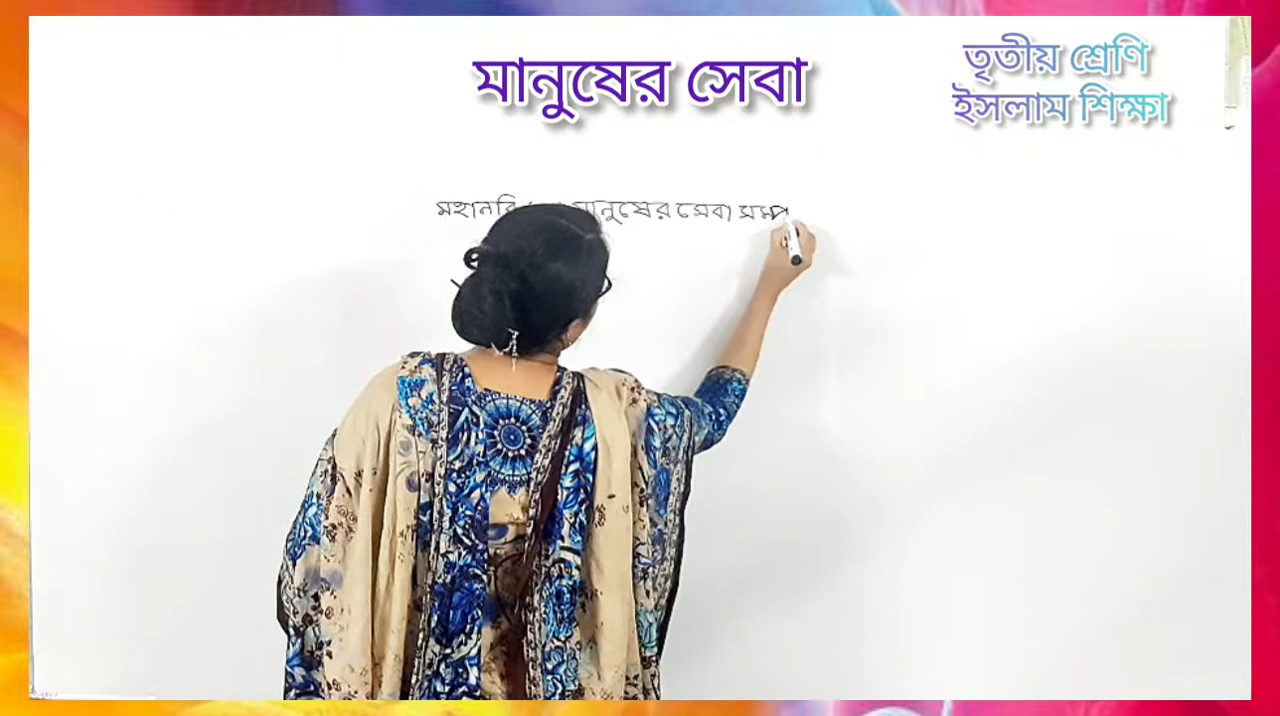 মানুষের সেবা
তৃতীয় শ্রেণি
ইসলাম শিক্ষা
মহানবি মানুষের সেবা